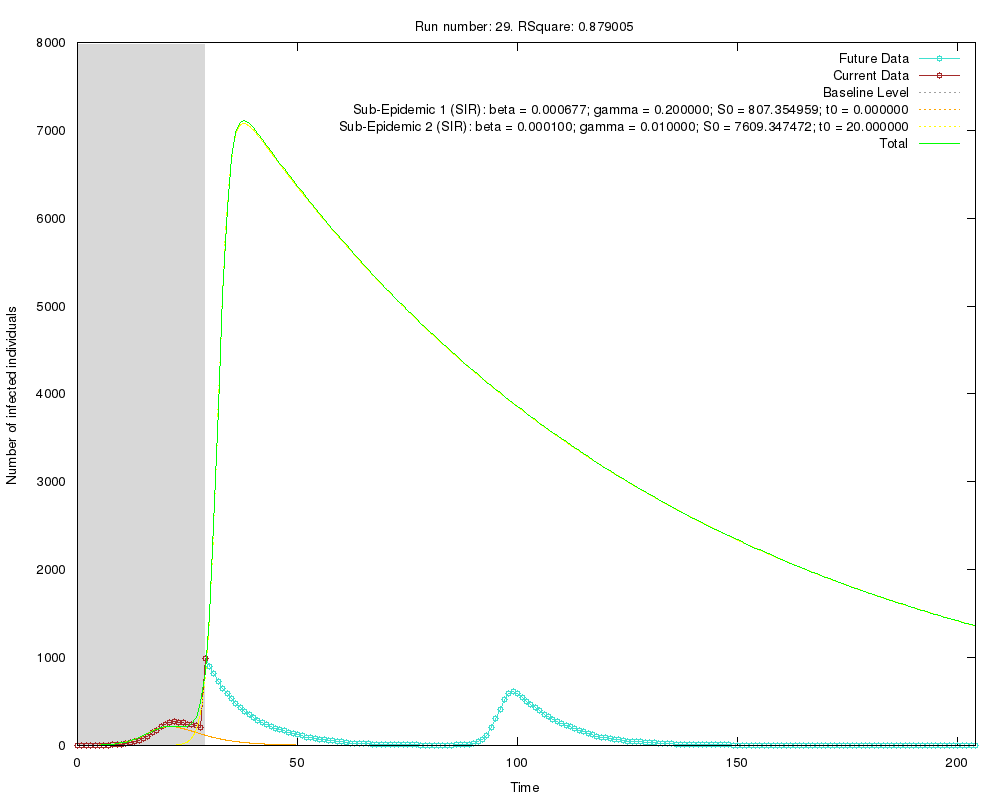 Run number: 29. RSquare: 0.879005
8000
7000
6000
5000
4000
3000
2000
1000
0
Number of infected individuals
Future Data
Current Data
Baseline Level
Sub-Epidemic 1 (SIR): beta = 0.000677; gamma = 0.200000; S0 = 807.354959; t0 = 0.000000
Sub-Epidemic 2 (SIR): beta = 0.000100; gamma = 0.010000; S0 = 7609.347472; t0 = 20.000000
Total
0 50 100 150 200
Time